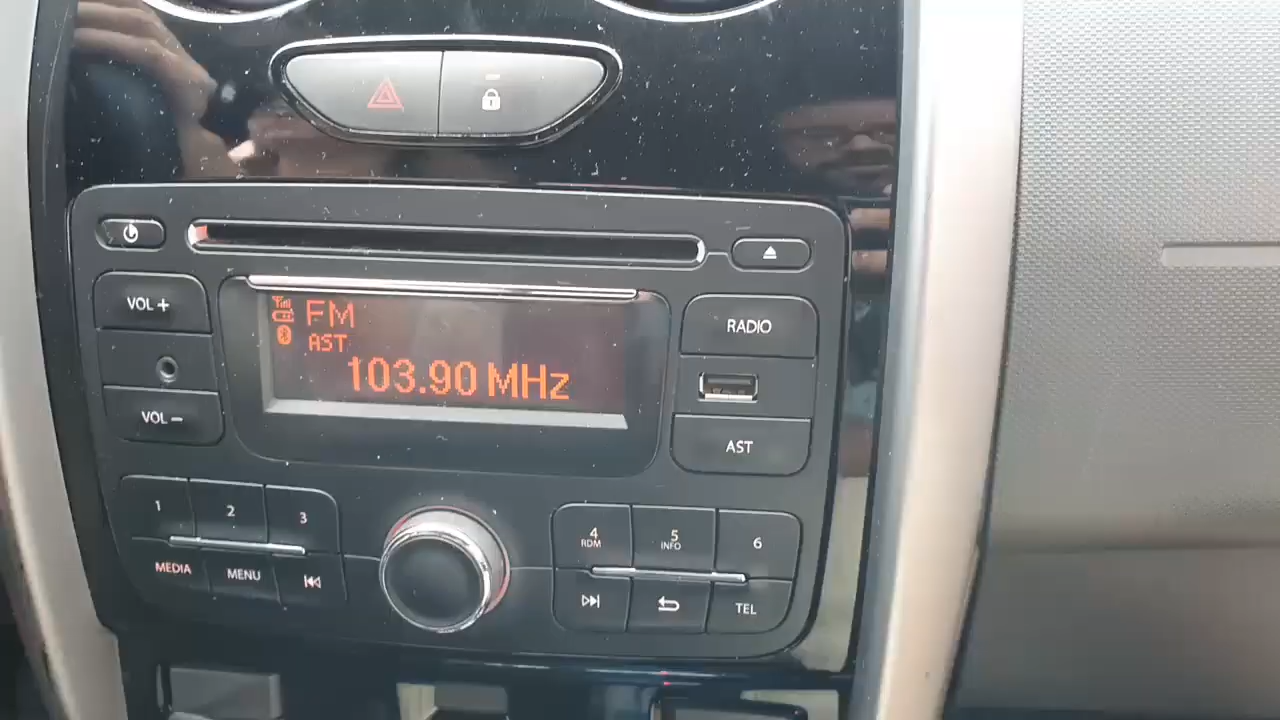 VOL +
VOL -
FM
AST
103.90 MHz
RADIO
AST
1
2
3
MEDIA
MENU
4
RDM
5
INFO
6
TEL